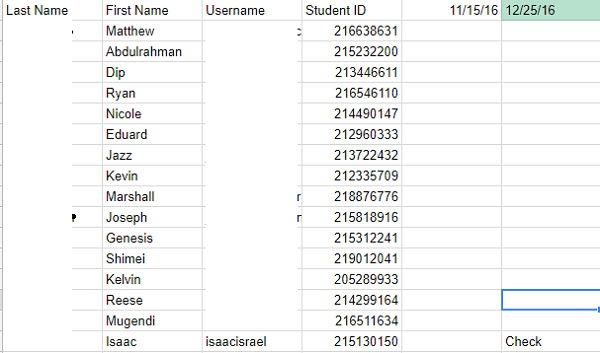 Last Name First Name Username Student ID 11/15/16 12/25/16
Matthew 216638631
Abdulrahman 215232200
Dip 213446611
Ryan 216546110
Nicole 214490147
Eduard 212960333
Jazz 213722432
Kevin 212335709
Marshall 218876776
Joseph 215818916
Genesis 215312241
Shimei 219012041
Kelvin 205289933
Reese 214299164
Mugendi 216511634
Isaac isaacisrael 215130150 Check